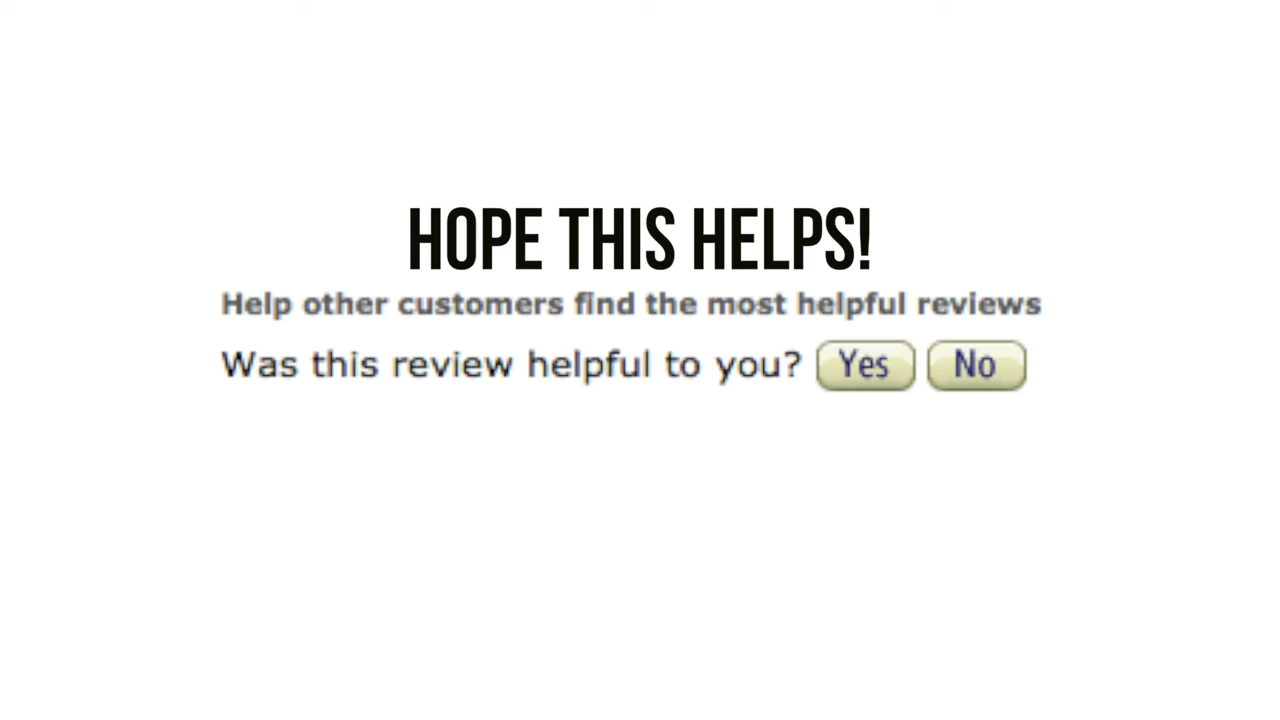 HOPE THIS HELPS!
Help other customers find the most helpful reviews
Was this review helpful to you? Yes No